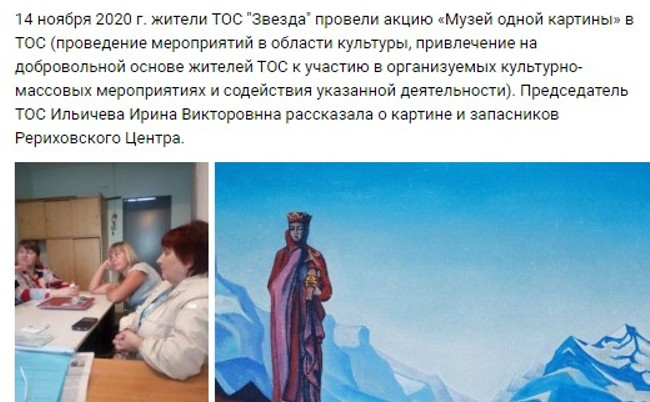 14 ноября 2020 г. жители ТОС "Звезда" провели акцию «Музей одной картины» в
ТОС (проведение мероприятий в области культуры, привлечение на
добровольной основе жителей ТОС к участию в организуемых культурно-
массовых мероприятиях и содействия указанной деятельности). Председатель
ТОС Ильичева Ирина Викторовнна рассказала о картине и запасников
Рериховского Центра.